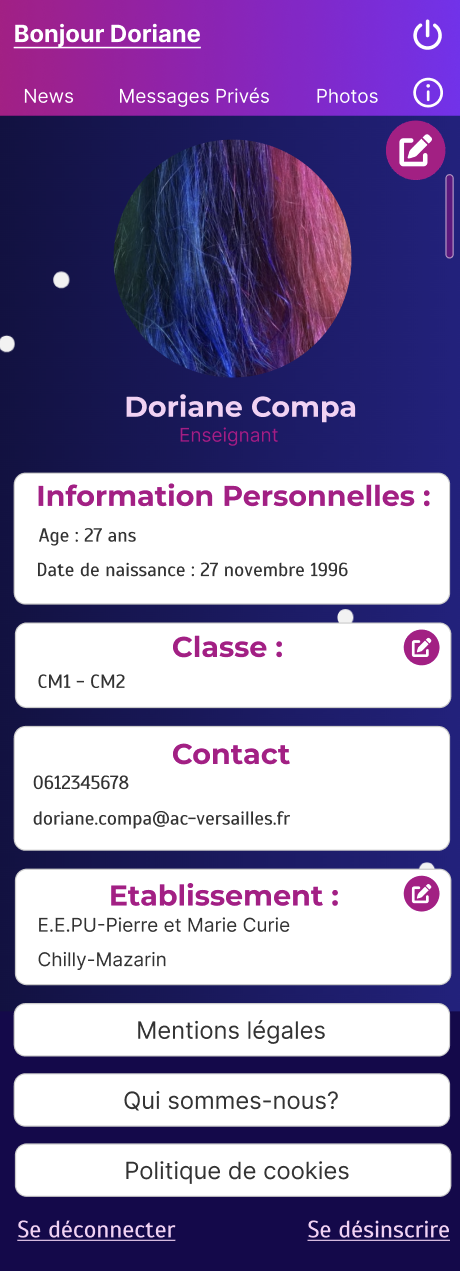 Bonjour Doriane
News Messages Privés Photos
Doriane Compa
Enseignant
Information Personnelles :
Age : 27 ans
Date de naissance : 27 novembre 1996
Classe :
CM1 - CM2
Contact
0612345678
doriane.compa@ac-versailles.fr
Etablissement :
E.E.PU-Pierre et Marie Curie
Chilly-Mazarin
Mentions légales
Qui sommes-nous?
Politique de cookies
Se déconnecter Se désinscrire